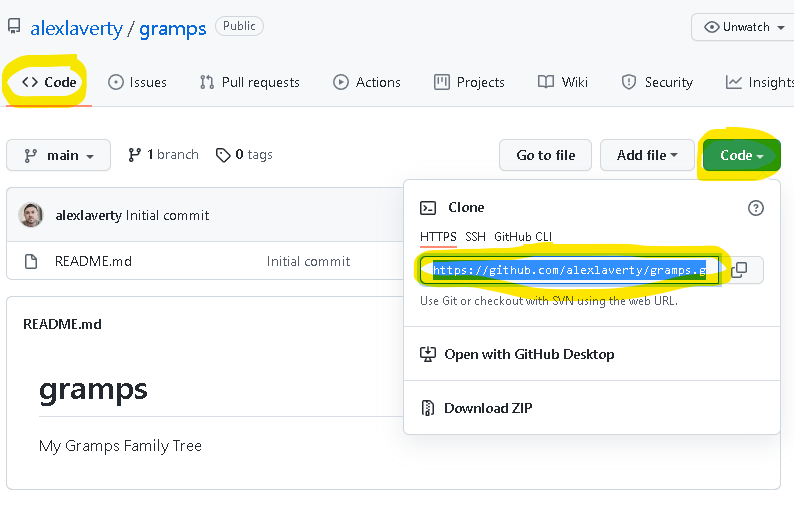 alexlaverty / gramps Public Unwatch
Code Issues Pull requests Actions Projects Wiki Security Insights
main 1 branch 0 tags Go to file Add file Code
alexlaverty Initial commit
README.md Initial commit
Clone
HTTPS SSH GitHub CLI
https://github.com/alexlaverty/gramps.g
Use Git or checkout with SVN using the web URL.
Open with GitHub Desktop
Download ZIP
README.md
gramps
My Gramps Family Tree